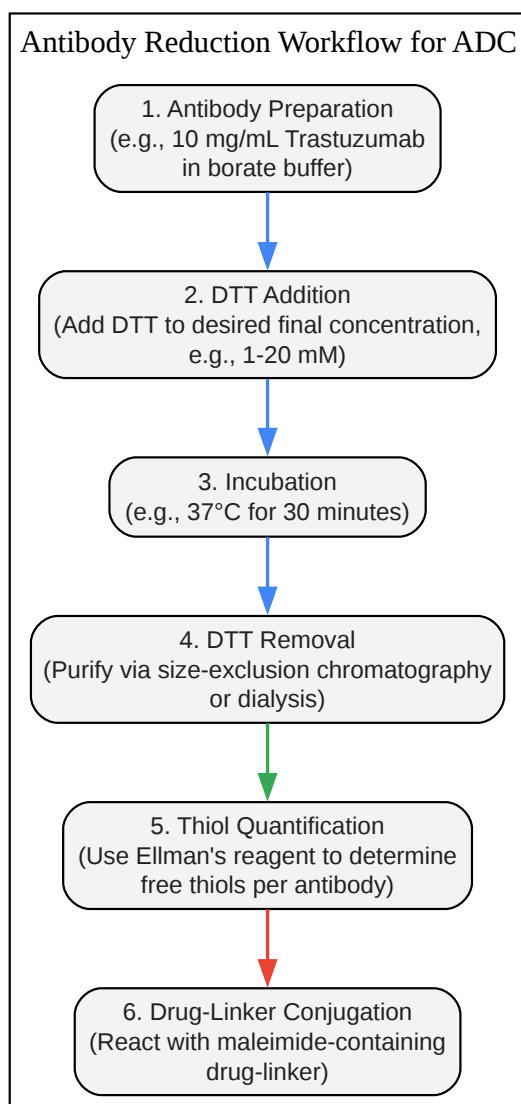 Antibody Reduction Workflow for ADC
1. Antibody Preparation
(e.g., 10 mg/mL Trastuzumab
in borate buffer)
2. DTT Addition
(Add DTT to desired final concentration,
e.g., 1-20 mM)
3. Incubation
(e.g., 37°C for 30 minutes)
4. DTT Removal
(Purify via size-exclusion chromatography
or dialysis)
5. Thiol Quantification
(Use Ellman's reagent to determine
free thiols per antibody)
6. Drug-Linker Conjugation
(React with maleimide-containing
drug-linker)